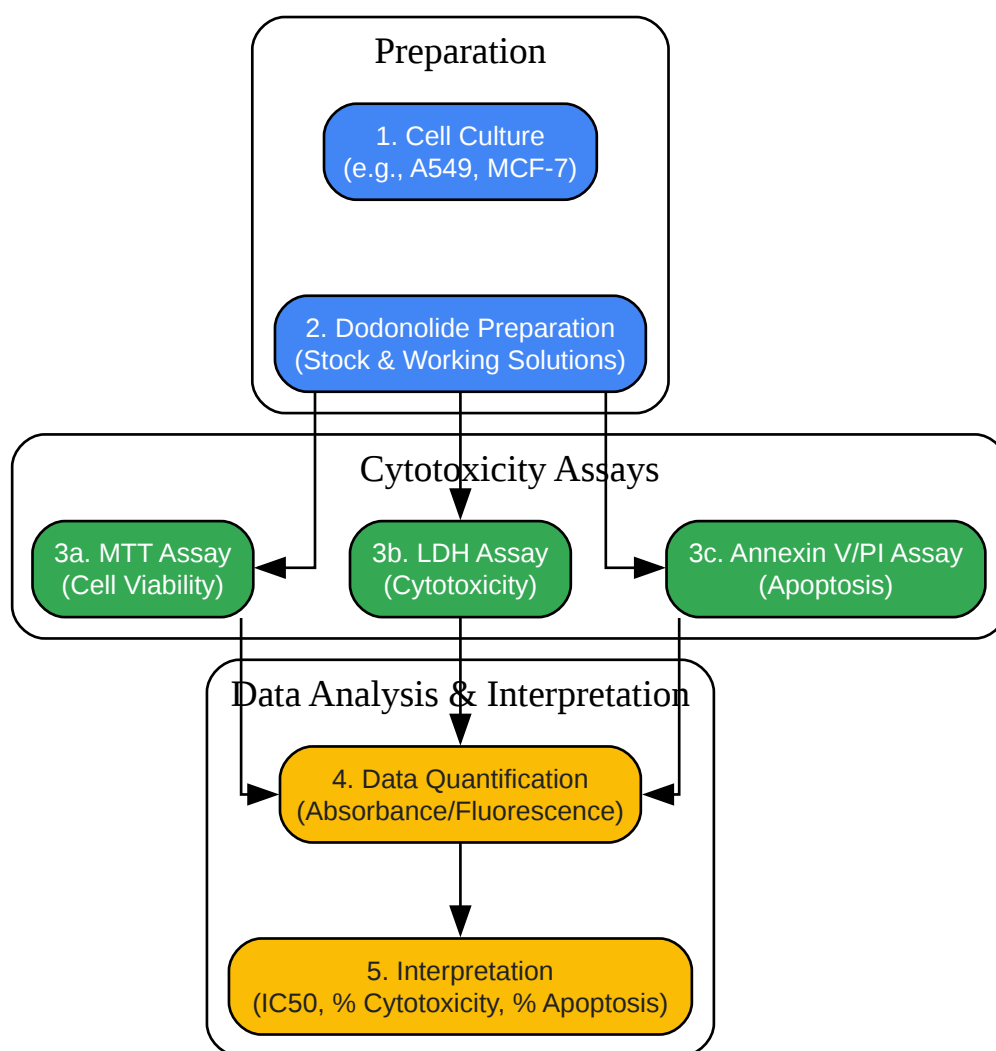 Preparation
1. Cell Culture
(e.g., A549, MCF-7)
2. Dodonolide Preparation
(Stock & Working Solutions)
Cytotoxicity Assays
3a. MTT Assay
(Cell Viability)
3b. LDH Assay
(Cytotoxicity)
3c. Annexin V/PI Assay
(Apoptosis)
Data Analysis & Interpretation
4. Data Quantification
(Absorbance/Fluorescence)
5. Interpretation
(IC50, % Cytotoxicity, % Apoptosis)